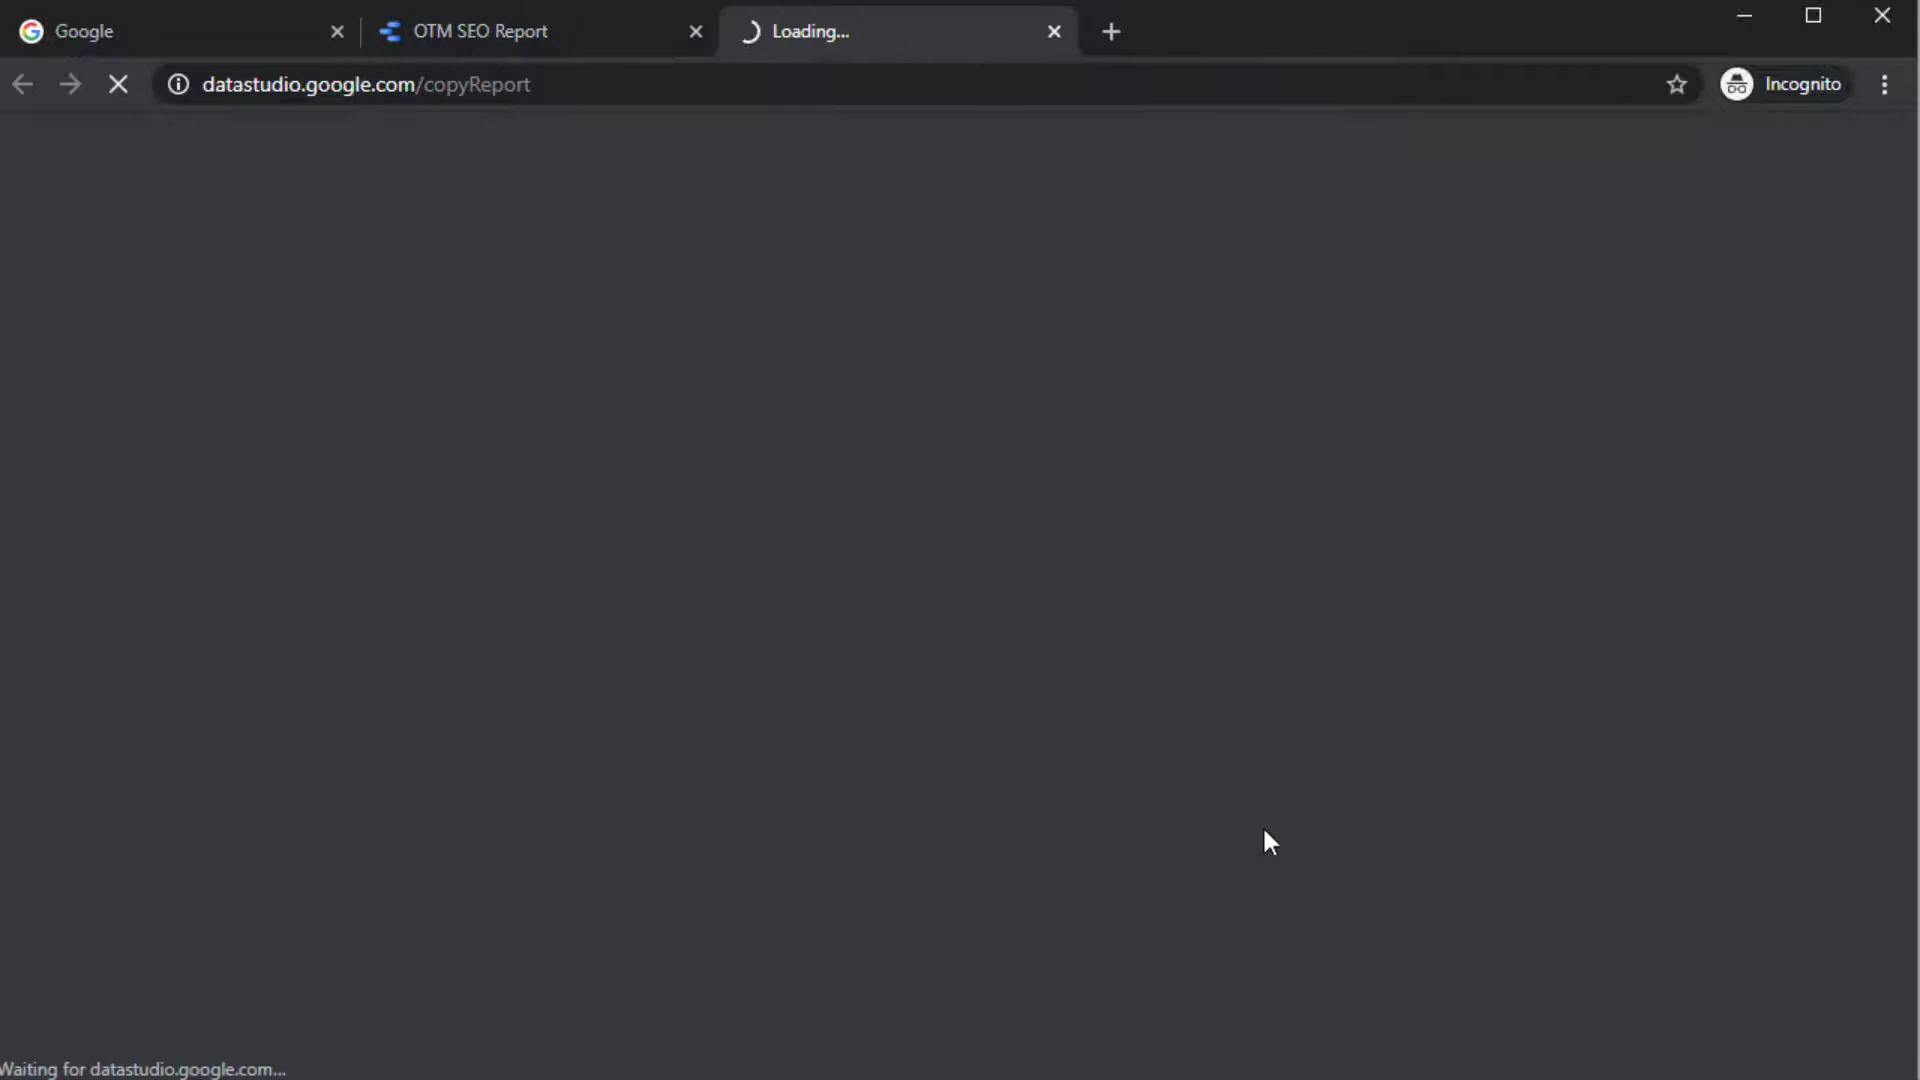 Google
OTM SEO Report
Loading...
datastudio.google.com/copyReport
Incognito
Waiting for datastudio.google.com...